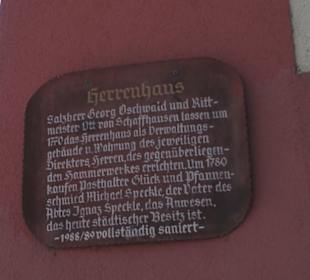 Herrenhaus
Salzherr Georg Oschwald und Ritt-
meister Ott von Schaffhausen lassen um
1770 das Herrenhaus als Verwaltungs-
gebäude u. Wohnung des jeweiligen
Direktors, Herren des gegenüberliegen-
den Hammerwerkes errichten. Um 1780
kaufen Posthalter Glück und Pfannen-
schmied Michael Speckle, der Vater des
Abtes Ignaz Speckle, das Anwesen,
das heute städtischer Besitz ist.
-1988/89 vollständig saniert-